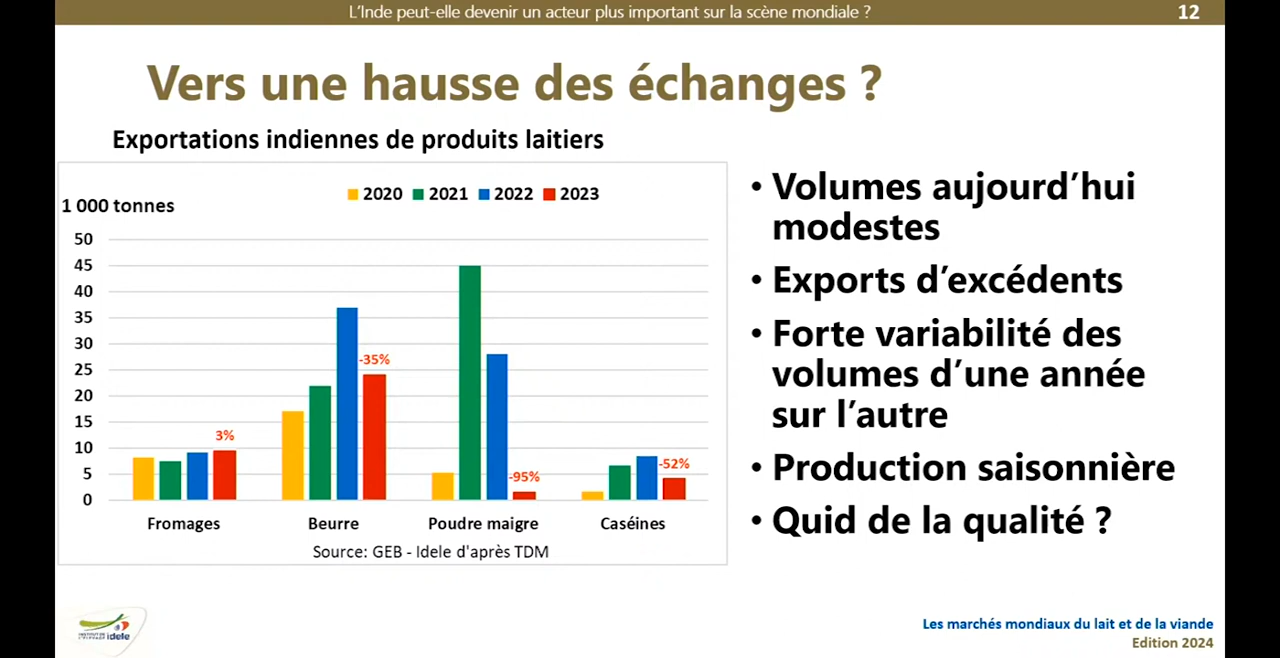 L'Inde peut-elle devenir un acteur plus important sur la scène mondiale ?
12
Vers une hausse des échanges ?
Exportations indiennes de produits laitiers
1 000 tonnes
2020 2021 2022 2023
50
45
40
35
30
25
20
15
10
5
0
3%
-35%
-95%
-52%
Fromages Beurre Poudre maigre Caséines
Source: GEB - Idele d'après TDM
• Volumes aujourd'hui
modestes
• Exports d'excédents
• Forte variabilité des
volumes d'une année
sur l'autre
• Production saisonnière
• Quid de la qualité ?
INSTITUT DE
L'ELEVAGE idele
Les marchés mondiaux du lait et de la viande
Edition 2024